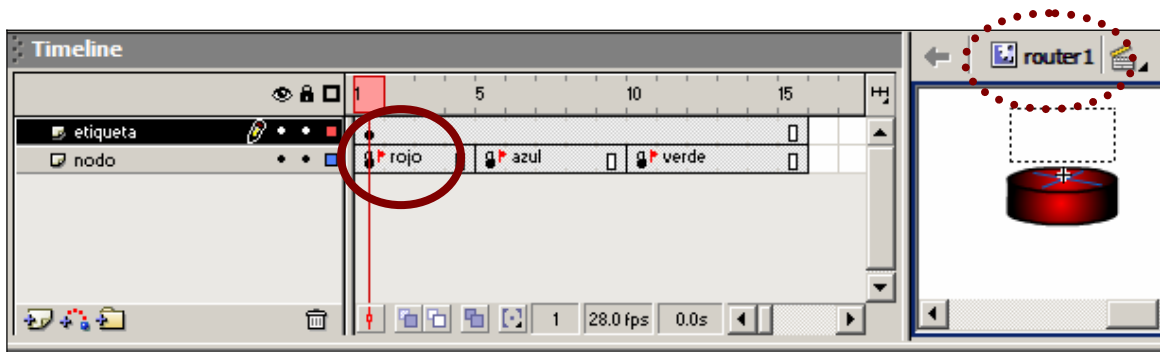 Timeline
router1
1 5 10 15
etiqueta
nodo
rojo azul verde
1 28.0 fps 0.0s